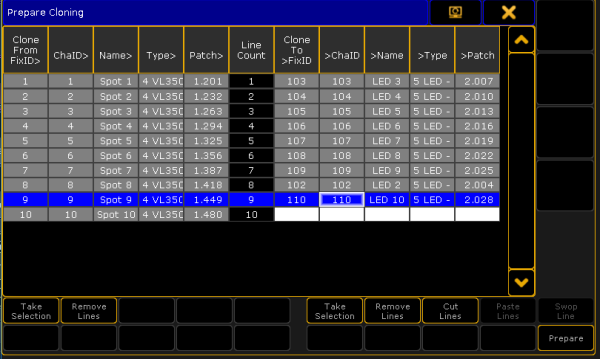 Prepare Cloning
Clone From FixID> ChaID> Name> Type> Patch> Line Count Clone To >FixID >ChaID >Name >Type >Patch
1 1 Spot 1 4 VL350 1.201 1 103 103 LED 3 5 LED - 2.007
2 2 Spot 2 4 VL350 1.232 2 104 104 LED 4 5 LED - 2.010
3 3 Spot 3 4 VL350 1.263 3 105 105 LED 5 5 LED - 2.013
4 4 Spot 4 4 VL350 1.294 4 106 106 LED 6 5 LED - 2.016
5 5 Spot 5 4 VL350 1.325 5 107 107 LED 7 5 LED - 2.019
6 6 Spot 6 4 VL350 1.356 6 108 108 LED 8 5 LED - 2.022
7 7 Spot 7 4 VL350 1.387 7 109 109 LED 9 5 LED - 2.025
8 8 Spot 8 4 VL350 1.418 8 102 102 LED 2 5 LED - 2.004
9 9 Spot 9 4 VL350 1.449 9 110 110 LED 10 5 LED - 2.028
10 10 Spot 10 4 VL350 1.480 10
Take Selection Remove Lines Take Selection Remove Lines Cut Lines Paste Lines Swop Line
Prepare